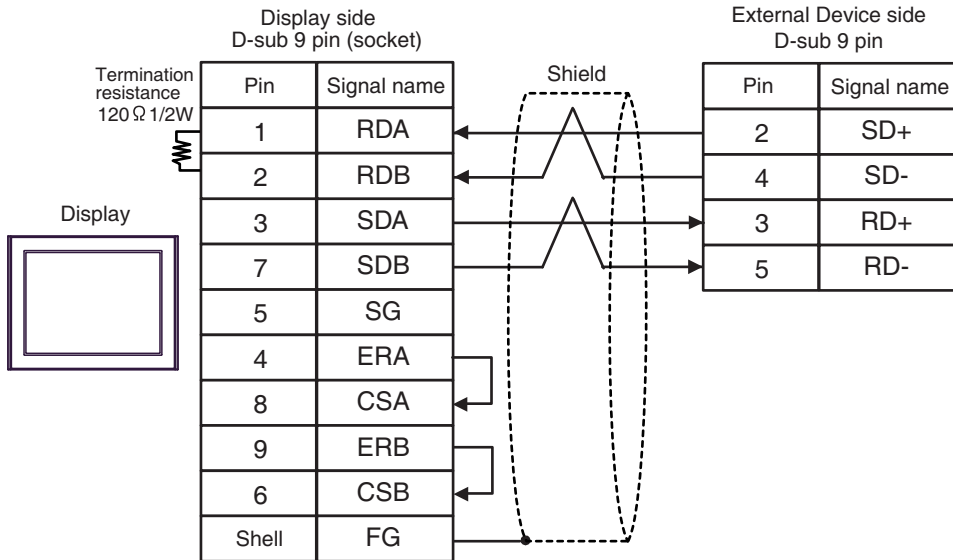 Display side
D-sub 9 pin (socket)
External Device side
D-sub 9 pin
Termination
resistance
120Ω 1/2W
Shield
Display
Pin Signal name
1 RDA
2 RDB
3 SDA
7 SDB
5 SG
4 ERA
8 CSA
9 ERB
6 CSB
Shell FG
Pin Signal name
2 SD+
4 SD-
3 RD+
5 RD-